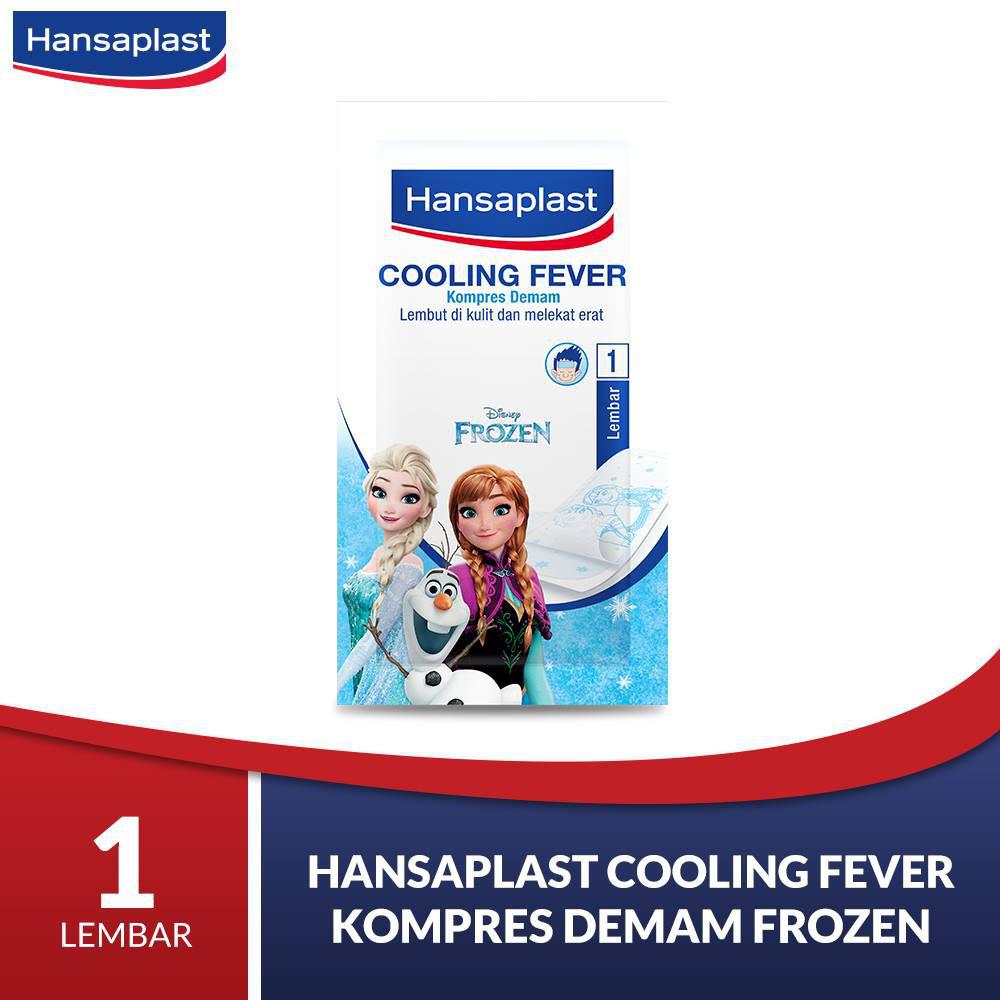 Hansaplast
Hansaplast
COOLING FEVER
Kompres Demam
Lembut di kulit dan melekat erat
1
Lembar
Disney
FROZEN
1
LEMBAR
HANSAPLAST COOLING FEVER
KOMPRES DEMAM FROZEN